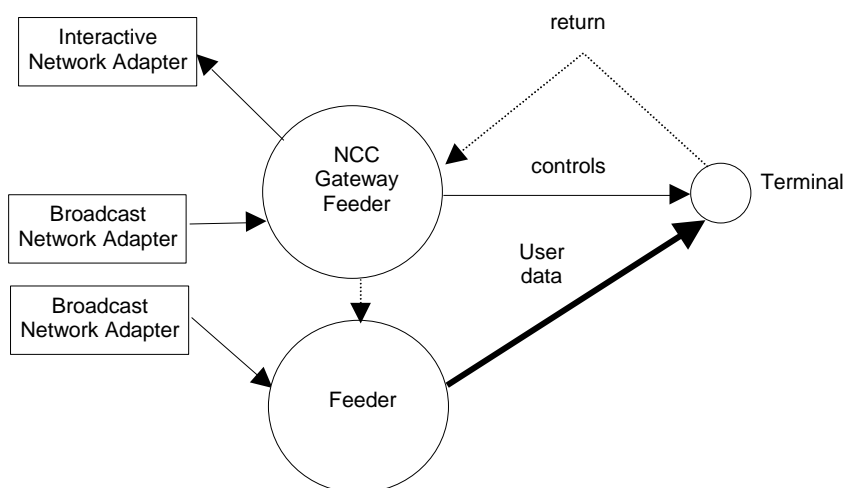 return
Interactive
Network Adapter
NCC
Gateway
Feeder
controls
Terminal
Broadcast
Network Adapter
User
data
Broadcast
Network Adapter
Feeder